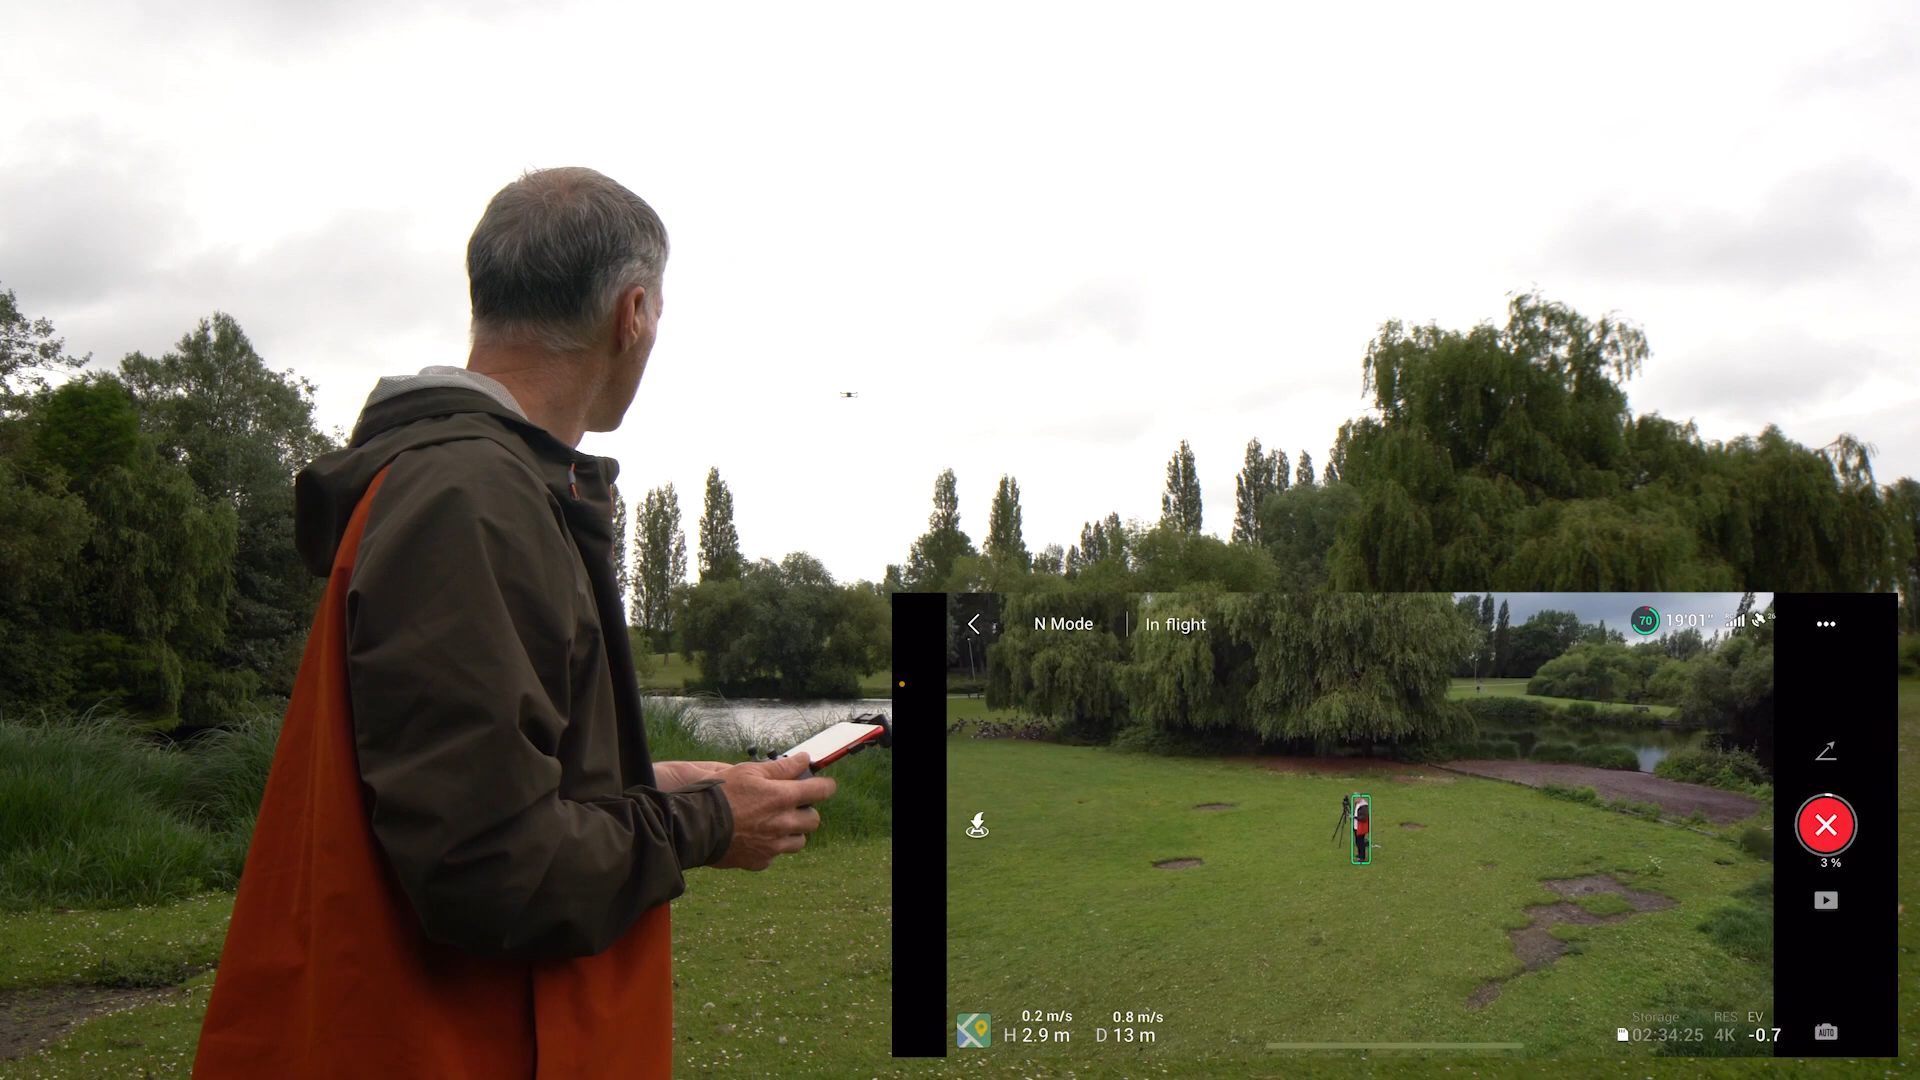 N Mode | In flight
70 19'01" 26
3 %
0.2 m/s 0.8 m/s
H 2.9 m D 13 m
Storage RES EV
02:34:25 4K -0.7
AUTO